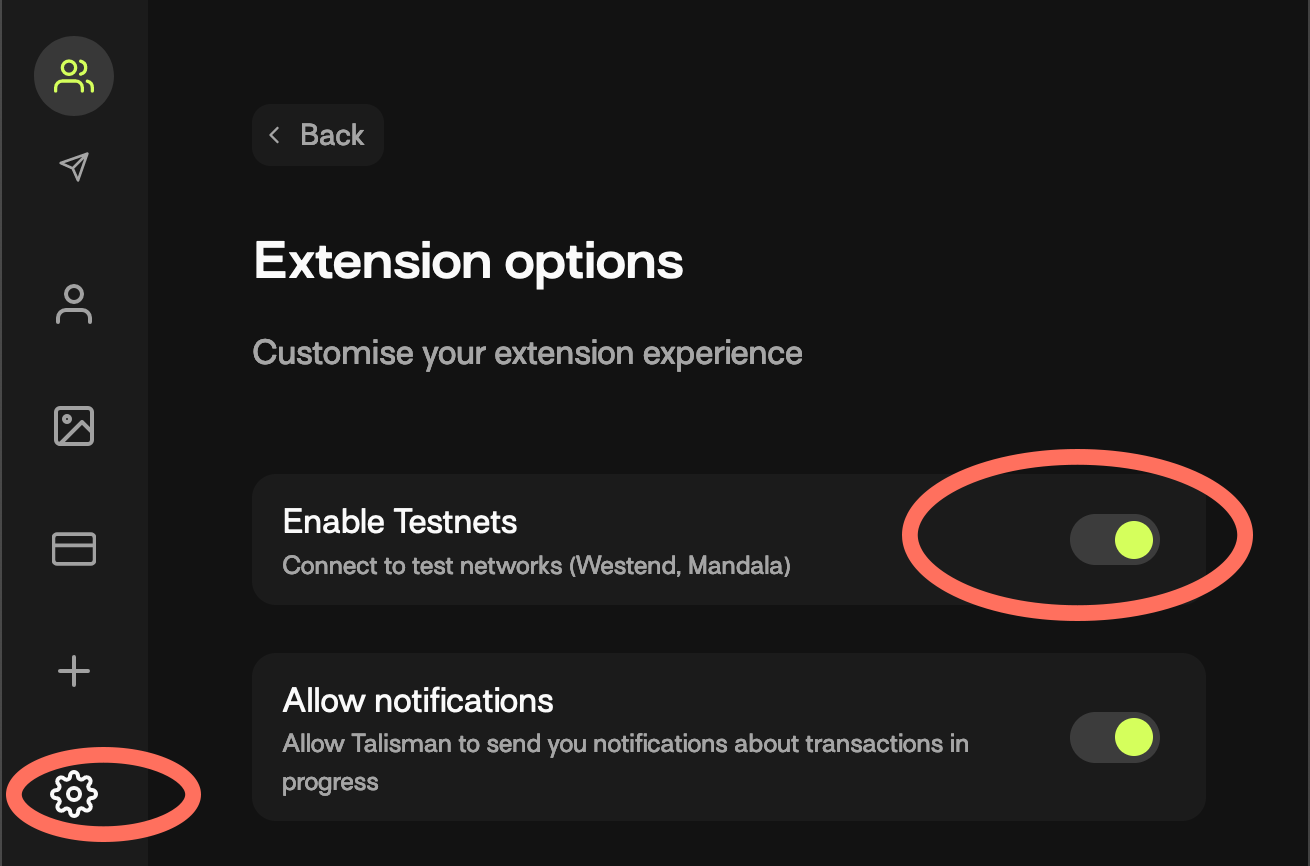 Back
Extension options
Customise your extension experience
Enable Testnets
Connect to test networks (Westend, Mandala)
Allow notifications
Allow Talisman to send you notifications about transactions in
progress